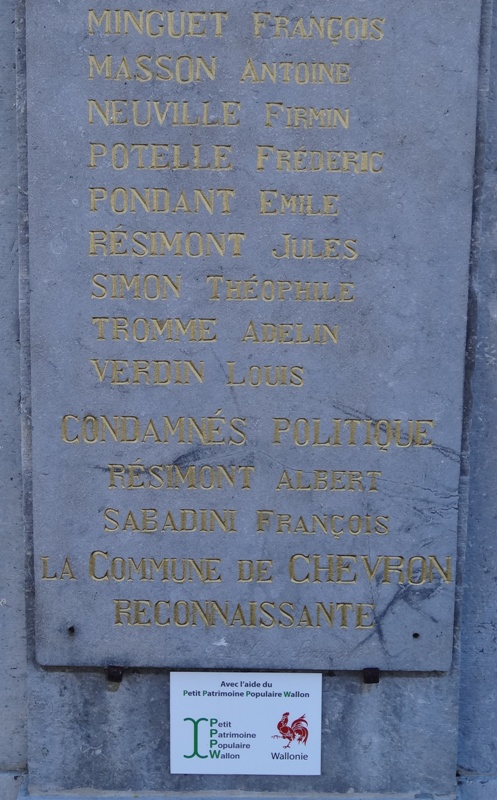 MINGUET FRANÇOIS
MASSON ANTOINE
NEUVILLE FIRMIN
POTELLE FRÉDERIC
PONDANT EMILE
RÉSIMONT JULES
SIMON THÉOPHILE
TROMME ADELIN
VERDIN LOUIS
CONDAMNÉS POLITIQUE
RÉSIMONT ALBERT
SABADINI FRANÇOIS
LA COMMUNE DE CHEVRON
RECONNAISSANTE
Avec l'aide du
Petit Patrimoine Populaire Wallon
Petit
Patrimoine
Populaire
Wallon
Wallonie